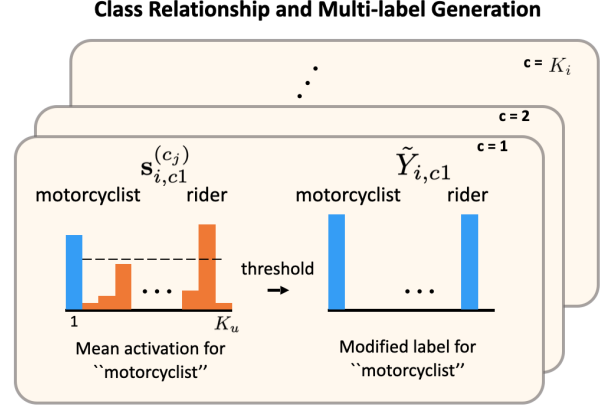 Class Relationship and Multi-label Generation
c = K_i
c = 2
c = 1
s_{i,c1}^{(c_j)}
Ỹ_{i,c1}
motorcyclist rider
motorcyclist rider
threshold
1 K_u
Mean activation for
``motorcyclist’’
Modified label for
``motorcyclist’’